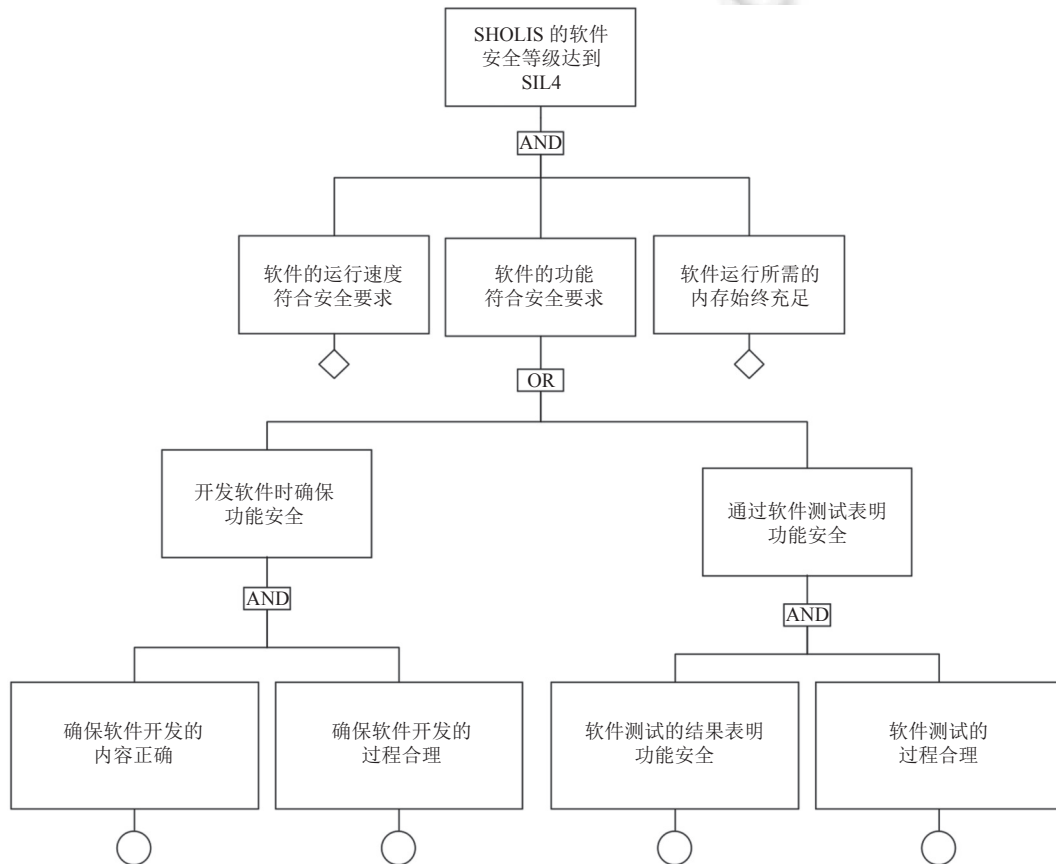 SHOLIS 的软件
安全等级达到
SIL4
AND
软件的运行速度
符合安全要求
软件的功能
符合安全要求
软件运行所需的
内存始终充足
OR
开发软件时确保
功能安全
通过软件测试表明
功能安全
AND
AND
确保软件开发的
内容正确
确保软件开发的
过程合理
软件测试的结果表明
功能安全
软件测试的
过程合理